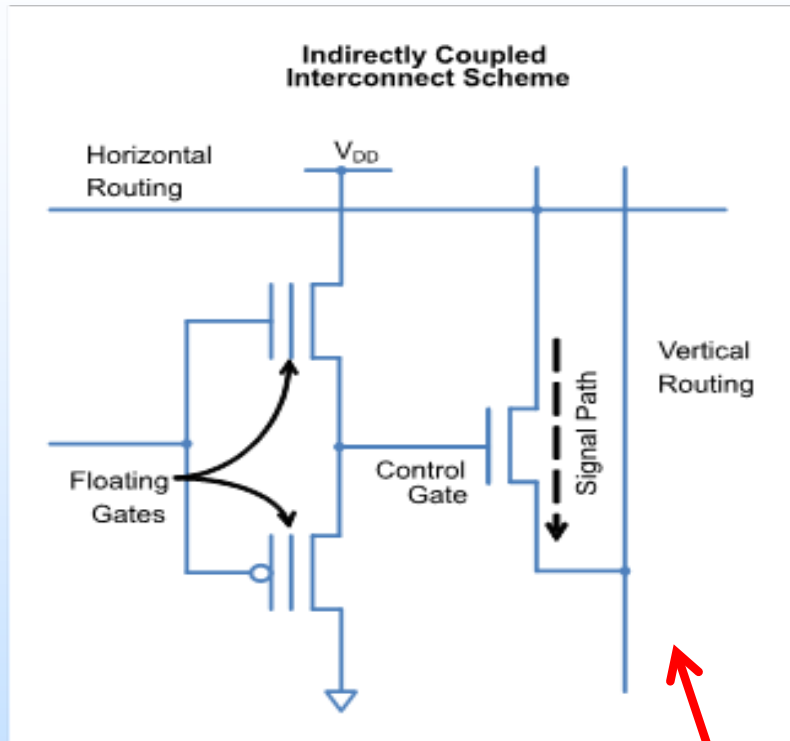 Indirectly Coupled
Interconnect Scheme
Horizontal
Routing
VDD
Vertical
Routing
Signal Path
Control
Gate
Floating
Gates